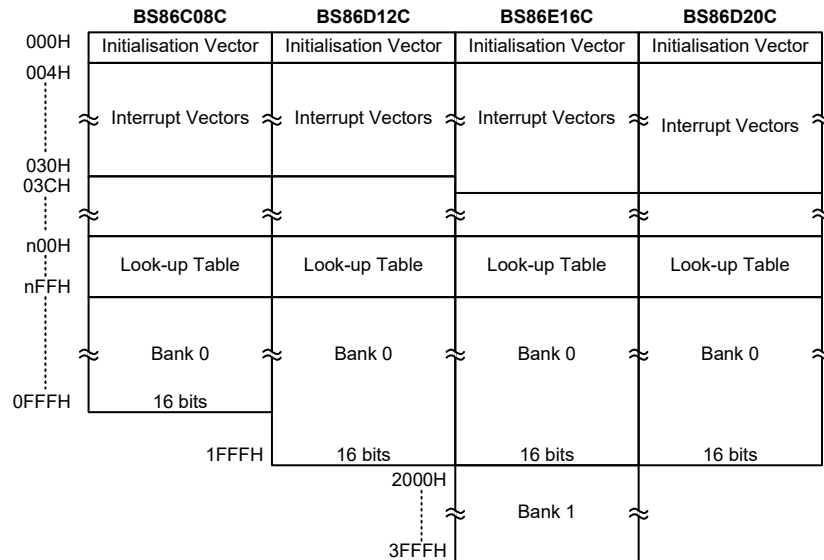 BS86C08C BS86D12C BS86E16C BS86D20C
000H Initialisation Vector Initialisation Vector Initialisation Vector Initialisation Vector
004H
Interrupt Vectors Interrupt Vectors Interrupt Vectors Interrupt Vectors
030H
03CH
n00H
Look-up Table Look-up Table Look-up Table Look-up Table
nFFH
Bank 0 Bank 0 Bank 0 Bank 0
0FFFH 16 bits
1FFFH 16 bits 16 bits 16 bits
2000H
Bank 1
3FFFH